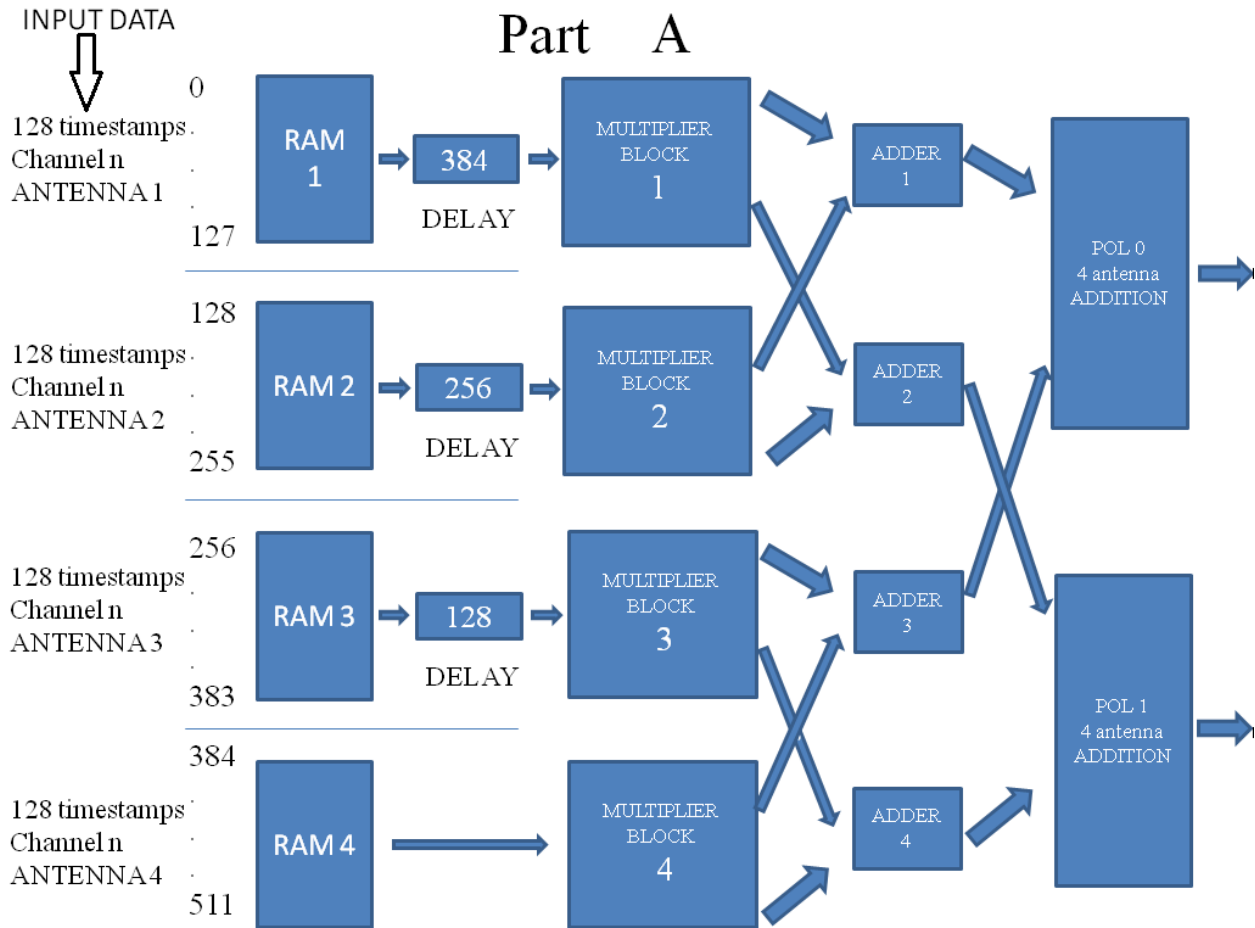 INPUT DATA
Part A
0
128 timestamps
Channel n
ANTENNA 1
.
.
.
127
RAM
1
384
DELAY
MULTIPLIER
BLOCK
1
ADDER
1
POL 0
4 antenna
ADDITION
128
128 timestamps
Channel n
ANTENNA 2
.
.
.
255
RAM 2
256
DELAY
MULTIPLIER
BLOCK
2
ADDER
2
256
128 timestamps
Channel n
ANTENNA 3
.
.
.
383
RAM 3
128
DELAY
MULTIPLIER
BLOCK
3
ADDER
3
POL 1
4 antenna
ADDITION
384
128 timestamps
Channel n
ANTENNA 4
.
.
.
511
RAM 4
MULTIPLIER
BLOCK
4
ADDER
4